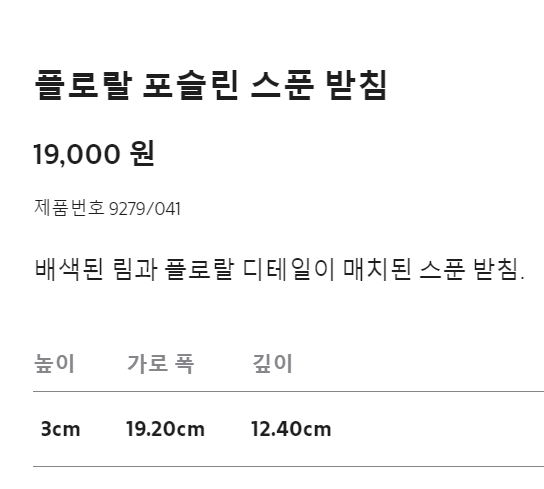 플로랄 포슬린 스푼 받침
19,000 원
제품번호 9279/041
배색된 림과 플로랄 디테일이 매치된 스푼 받침.
높이 가로 폭 깊이
3cm 19.20cm 12.40cm